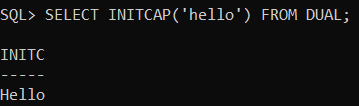 SQL> SELECT INITCAP('hello') FROM DUAL;
INITC
-----
Hello